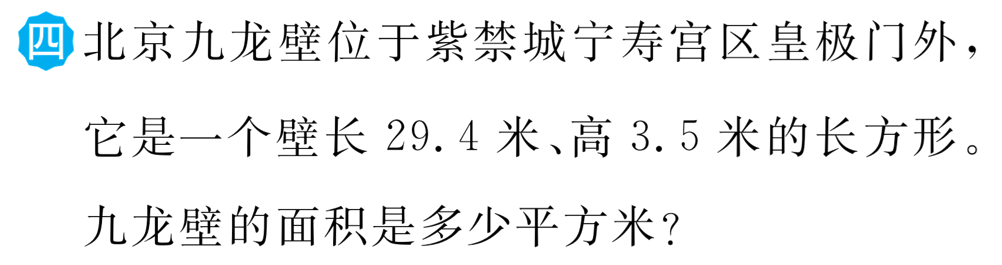 四 北京九龙壁位于紫禁城宁寿宫区皇极门外，
它是一个壁长 29.4 米、高 3.5 米的长方形。
九龙壁的面积是多少平方米?